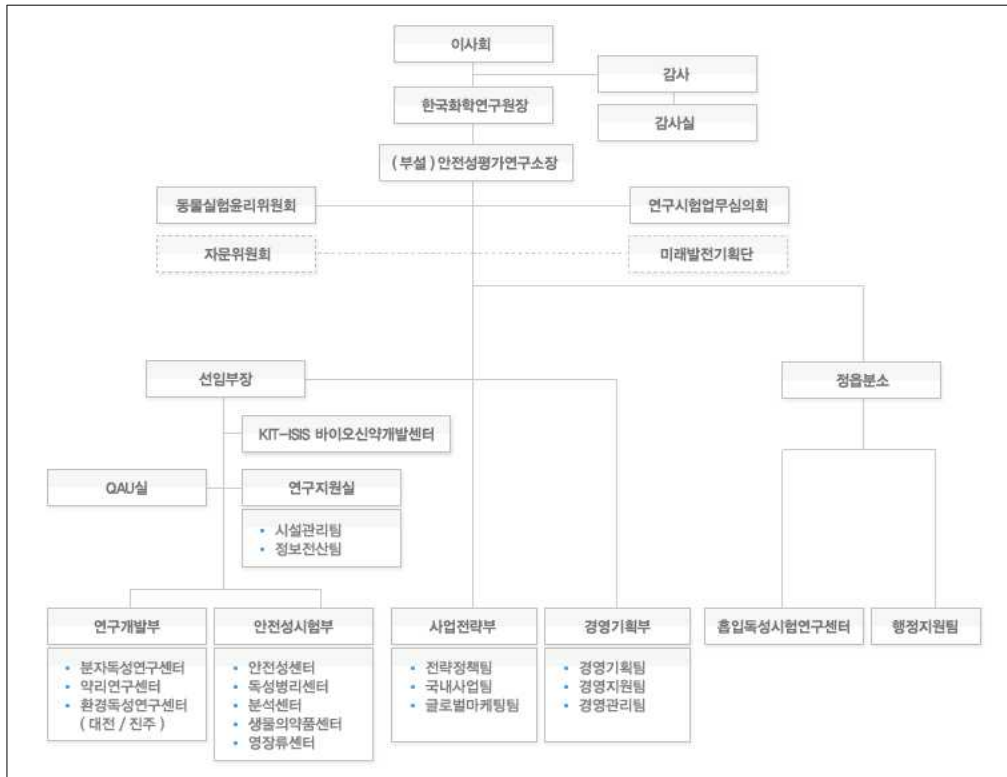 이사회
감사
한국화학연구원장
감사실
( 부설 ) 안전성평가연구소장
동물실험윤리위원회
연구시험업무심의회
자문위원회
미래발전기획단
선임부장
정읍분소
KIT-ISIS 바이오신약개발센터
QAU실
연구지원실
• 시설관리팀
• 정보전산팀
연구개발부
• 분자독성연구센터
• 약리연구센터
• 환경독성연구센터
( 대전 / 진주 )
안전성시험부
• 안전성센터
• 독성병리센터
• 분석센터
• 생물의약품센터
• 영장류센터
사업전략부
• 전략정책팀
• 국내사업팀
• 글로벌마케팅팀
경영기획부
• 경영기획팀
• 경영지원팀
• 경영관리팀
흡입독성시험연구센터
행정지원팀